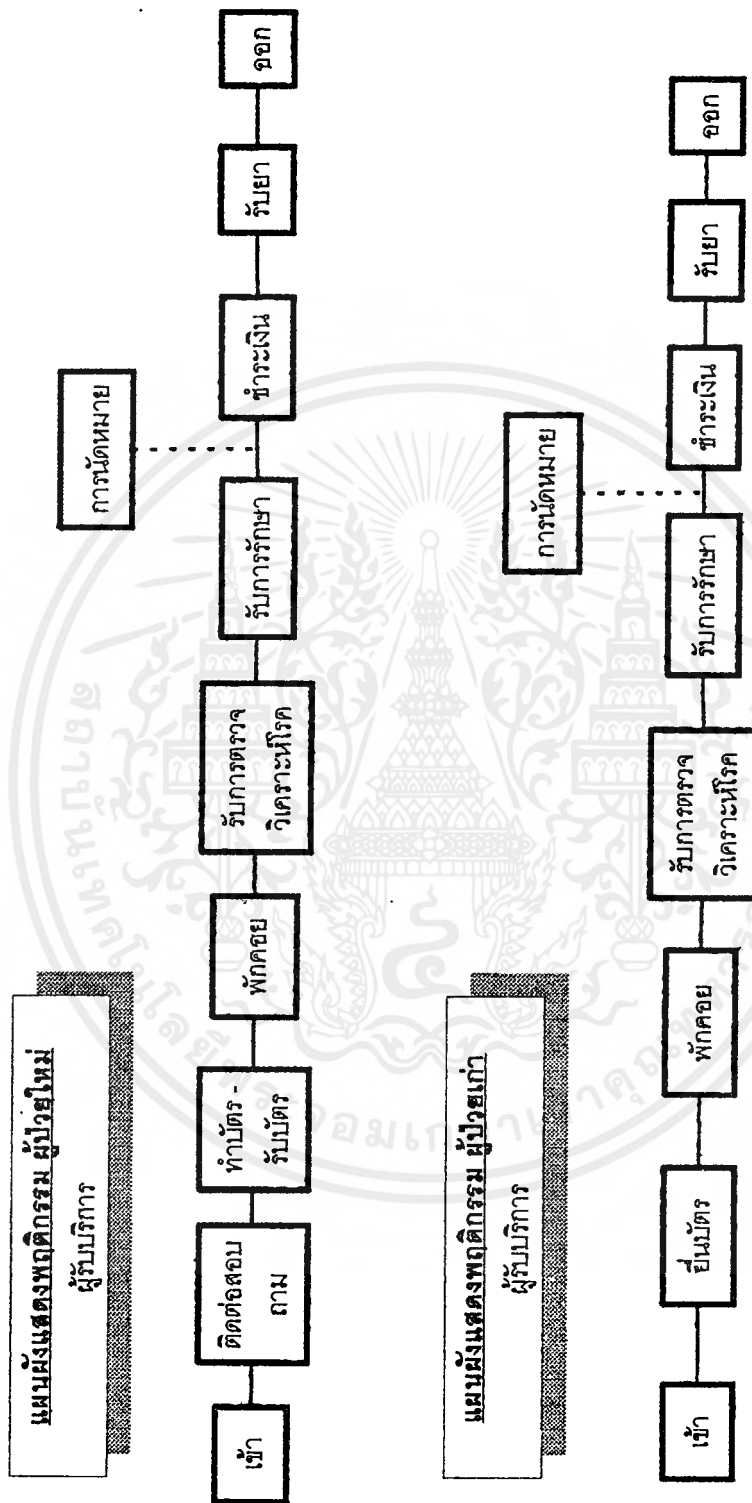 แผนผังแสดงพฤติกรรม ผู้ป่วยใหม่
ผู้รับบริการ
เข้า
ติดต่อสอบ
ถาม
ทำบัตร -
รับบัตร
พักคอย
รับการตรวจ
วิเคราะห์โรค
รับการรักษา
การนัดหมาย
ชำระเงิน
รับยา
ออก
แผนผังแสดงพฤติกรรม ผู้ป่วยเก่า
ผู้รับบริการ
เข้า
ยื่นบัตร
พักคอย
รับการตรวจ
วิเคราะห์โรค
รับการรักษา
การนัดหมาย
ชำระเงิน
รับยา
ออก